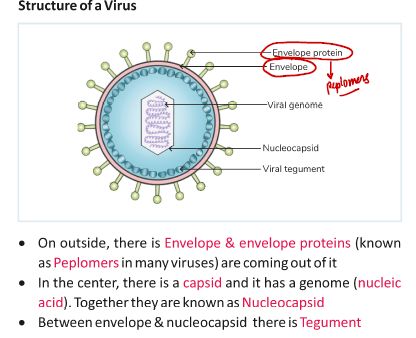 Structure of a Virus
Envelope protein
Envelope
Peplomers
Viral genome
Nucleocapsid
Viral tegument
• On outside, there is Envelope & envelope proteins (known
as Peplomers in many viruses) are coming out of it
• In the center, there is a capsid and it has a genome (nucleic
acid). Together they are known as Nucleocapsid
• Between envelope & nucleocapsid there is Tegument